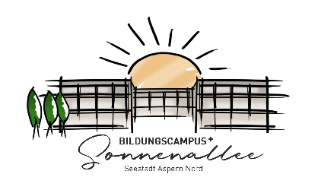 BILDUNGSCAMPUS+
Sonnenallee
Seestadt Aspern Nord